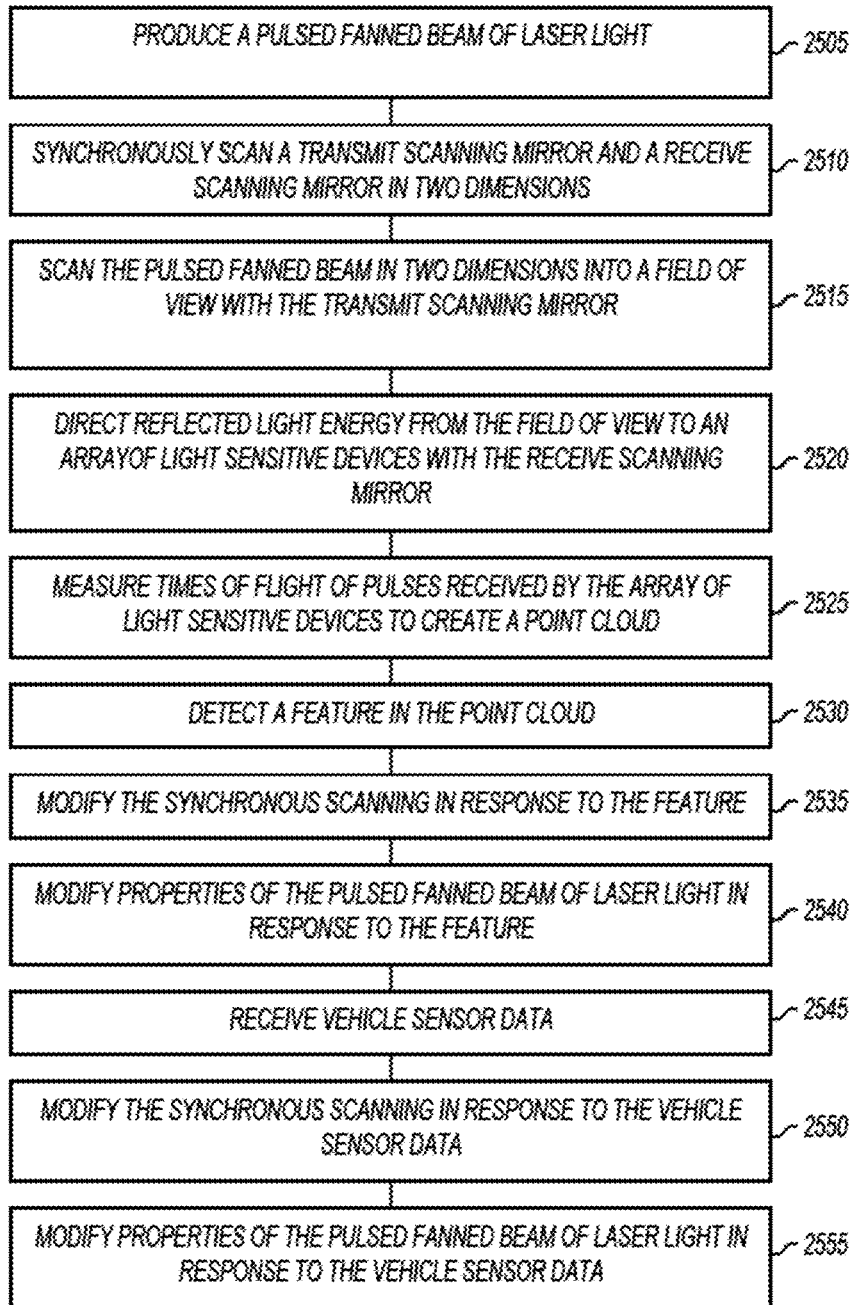 PRODUCE A PULSED FANNED BEAM OF LASER LIGHT
2505
SYNCHRONOUSLY SCAN A TRANSMIT SCANNING MIRROR AND A RECEIVE
SCANNING MIRROR IN TWO DIMENSIONS
2510
SCAN THE PULSED FANNED BEAM IN TWO DIMENSIONS INTO A FIELD OF
VIEW WITH THE TRANSMIT SCANNING MIRROR
2515
DIRECT REFLECTED LIGHT ENERGY FROM THE FIELD OF VIEW TO AN
ARRAYOF LIGHT SENSITIVE DEVICES WITH THE RECEIVE SCANNING
MIRROR
2520
MEASURE TIMES OF FLIGHT OF PULSES RECEIVED BY THE ARRAY OF
LIGHT SENSITIVE DEVICES TO CREATE A POINT CLOUD
2525
DETECT A FEATURE IN THE POINT CLOUD
2530
MODIFY THE SYNCHRONOUS SCANNING IN RESPONSE TO THE FEATURE
2535
MODIFY PROPERTIES OF THE PULSED FANNED BEAM OF LASER LIGHT IN
RESPONSE TO THE FEATURE
2540
RECEIVE VEHICLE SENSOR DATA
2545
MODIFY THE SYNCHRONOUS SCANNING IN RESPONSE TO THE VEHICLE
SENSOR DATA
2550
MODIFY PROPERTIES OF THE PULSED FANNED BEAM OF LASER LIGHT IN
RESPONSE TO THE VEHICLE SENSOR DATA
2555